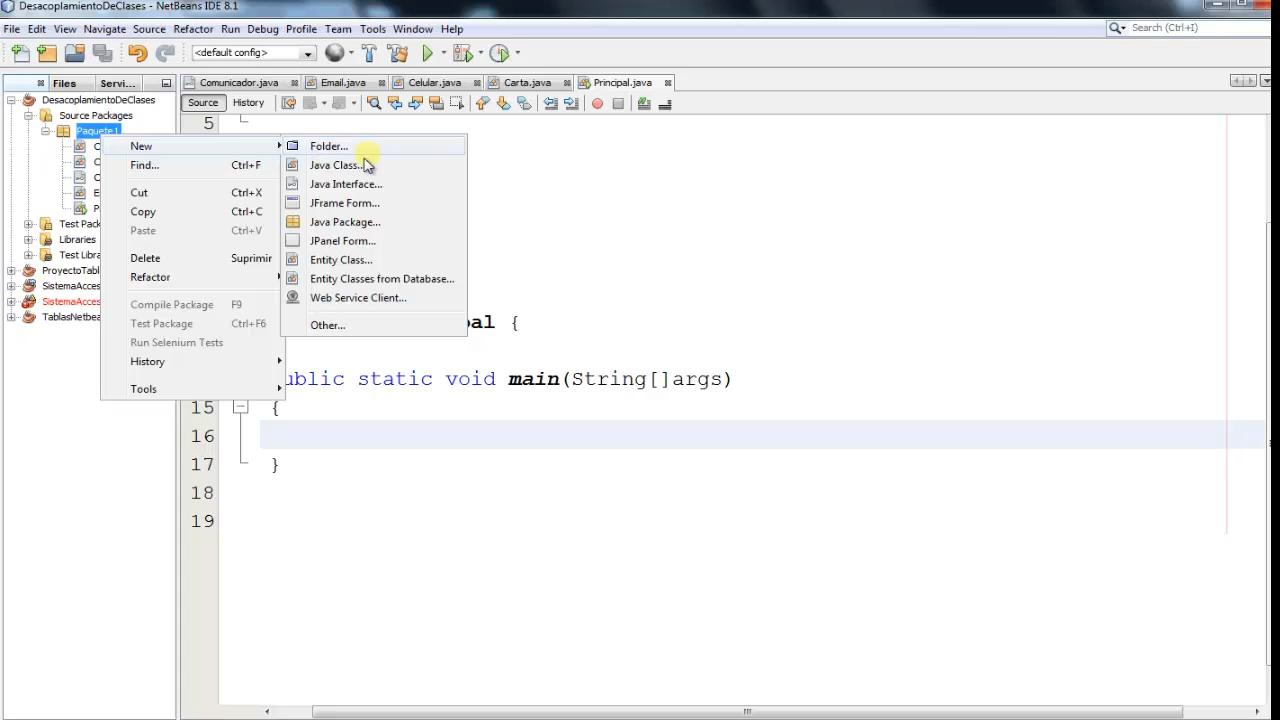 DesacoplamientoDeClases - NetBeans IDE 8.1
File Edit View Navigate Source Refactor Run Debug Profile Team Tools Window Help
Search (Ctrl+I)
<default config>
Files Servi...
Comunicador.java Email.java Celular.java Carta.java Principal.java
Source History
DesacoplamientoDeClases
Source Packages
Paquete1
C
C
C
E
P
Test Pack
Libraries
Test Libra
ProyectoTabl
SistemaAcces
SistemaAcces
TablasNetbea
New
Find... Ctrl+F
Cut Ctrl+X
Copy Ctrl+C
Paste Ctrl+V
Delete Suprimir
Refactor
Compile Package F9
Test Package Ctrl+F6
Run Selenium Tests
History
Tools
Folder...
Java Class...
Java Interface...
JFrame Form...
Java Package...
JPanel Form...
Entity Class...
Entity Classes from Database...
Web Service Client...
Other...
5
pal {
ublic static void main(String[]args)
15 {
16
17 }
18
19